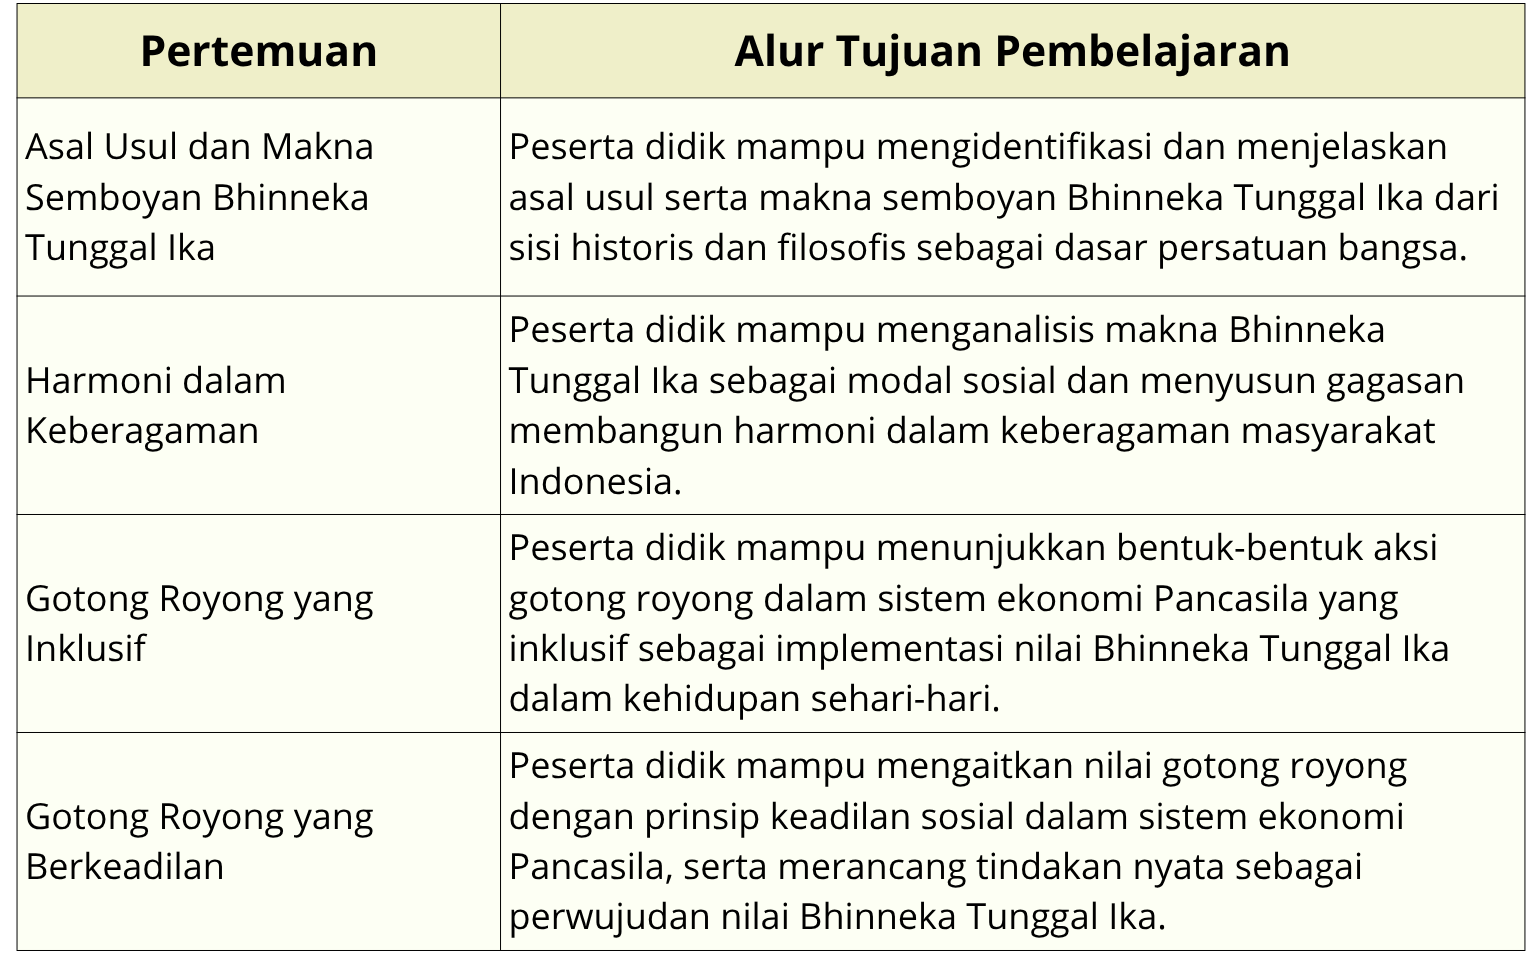 Pertemuan
Alur Tujuan Pembelajaran
Asal Usul dan Makna
Semboyan Bhinneka
Tunggal Ika
Peserta didik mampu mengidentifikasi dan menjelaskan
asal usul serta makna semboyan Bhinneka Tunggal Ika dari
sisi historis dan filosofis sebagai dasar persatuan bangsa.
Harmoni dalam
Keberagaman
Peserta didik mampu menganalisis makna Bhinneka
Tunggal Ika sebagai modal sosial dan menyusun gagasan
membangun harmoni dalam keberagaman masyarakat
Indonesia.
Gotong Royong yang
Inklusif
Peserta didik mampu menunjukkan bentuk-bentuk aksi
gotong royong dalam sistem ekonomi Pancasila yang
inklusif sebagai implementasi nilai Bhinneka Tunggal Ika
dalam kehidupan sehari-hari.
Gotong Royong yang
Berkeadilan
Peserta didik mampu mengaitkan nilai gotong royong
dengan prinsip keadilan sosial dalam sistem ekonomi
Pancasila, serta merancang tindakan nyata sebagai
perwujudan nilai Bhinneka Tunggal Ika.